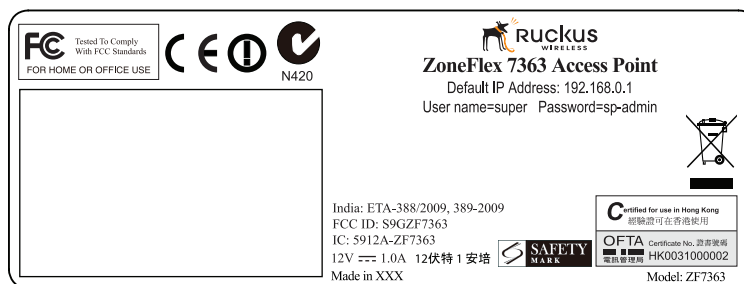 FC Tested To Comply
With FCC Standards
FOR HOME OR OFFICE USE
CE
N420
RUCKUS
WIRELESS
ZoneFlex 7363 Access Point
Default IP Address: 192.168.0.1
User name=super Password=sp-admin
India: ETA-388/2009, 389-2009
FCC ID: S9GZF7363
IC: 5912A-ZF7363
12V 1.0A 12伏特 1 安培
Made in XXX
SAFETY
MARK
Certified for use in Hong Kong
經驗證可在香港使用
OFTA Certificate No. 證書號碼
電訊管理局 HK0031000002
Model: ZF7363